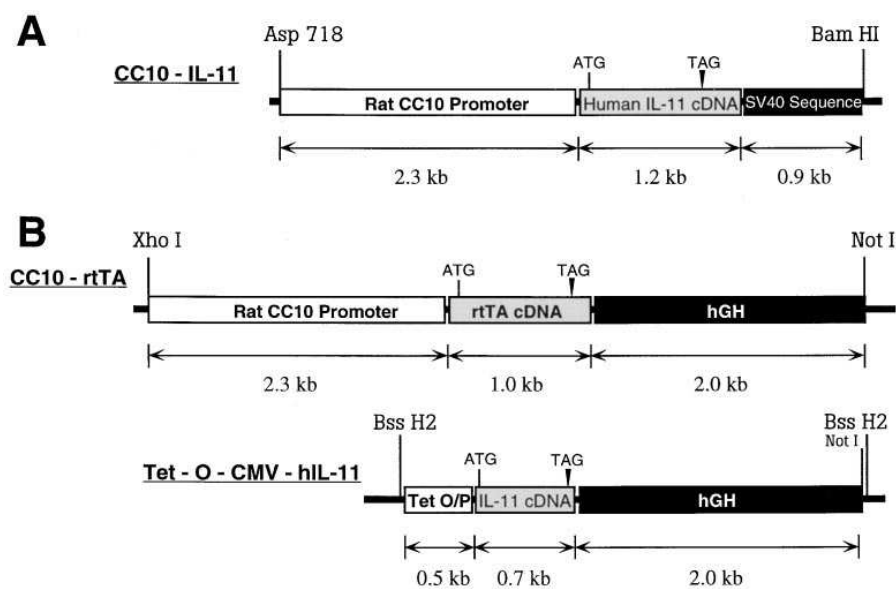 A
Asp 718
Bam HI
CC10 - IL-11
ATG
TAG
Rat CC10 Promoter
Human IL-11 cDNA
SV40 Sequence
2.3 kb
1.2 kb
0.9 kb
B
Xho I
Not I
CC10 - rtTA
ATG
TAG
Rat CC10 Promoter
rtTA cDNA
hGH
2.3 kb
1.0 kb
2.0 kb
Bss H2
Bss H2
Not I
Tet - O - CMV - hIL-11
ATG
TAG
Tet O/P
IL-11 cDNA
hGH
0.5 kb
0.7 kb
2.0 kb